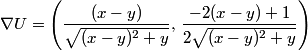 ∇U = ( (x − y) / √((x − y)² + y) , (−2(x − y) + 1) / (2√((x − y)² + y)) )